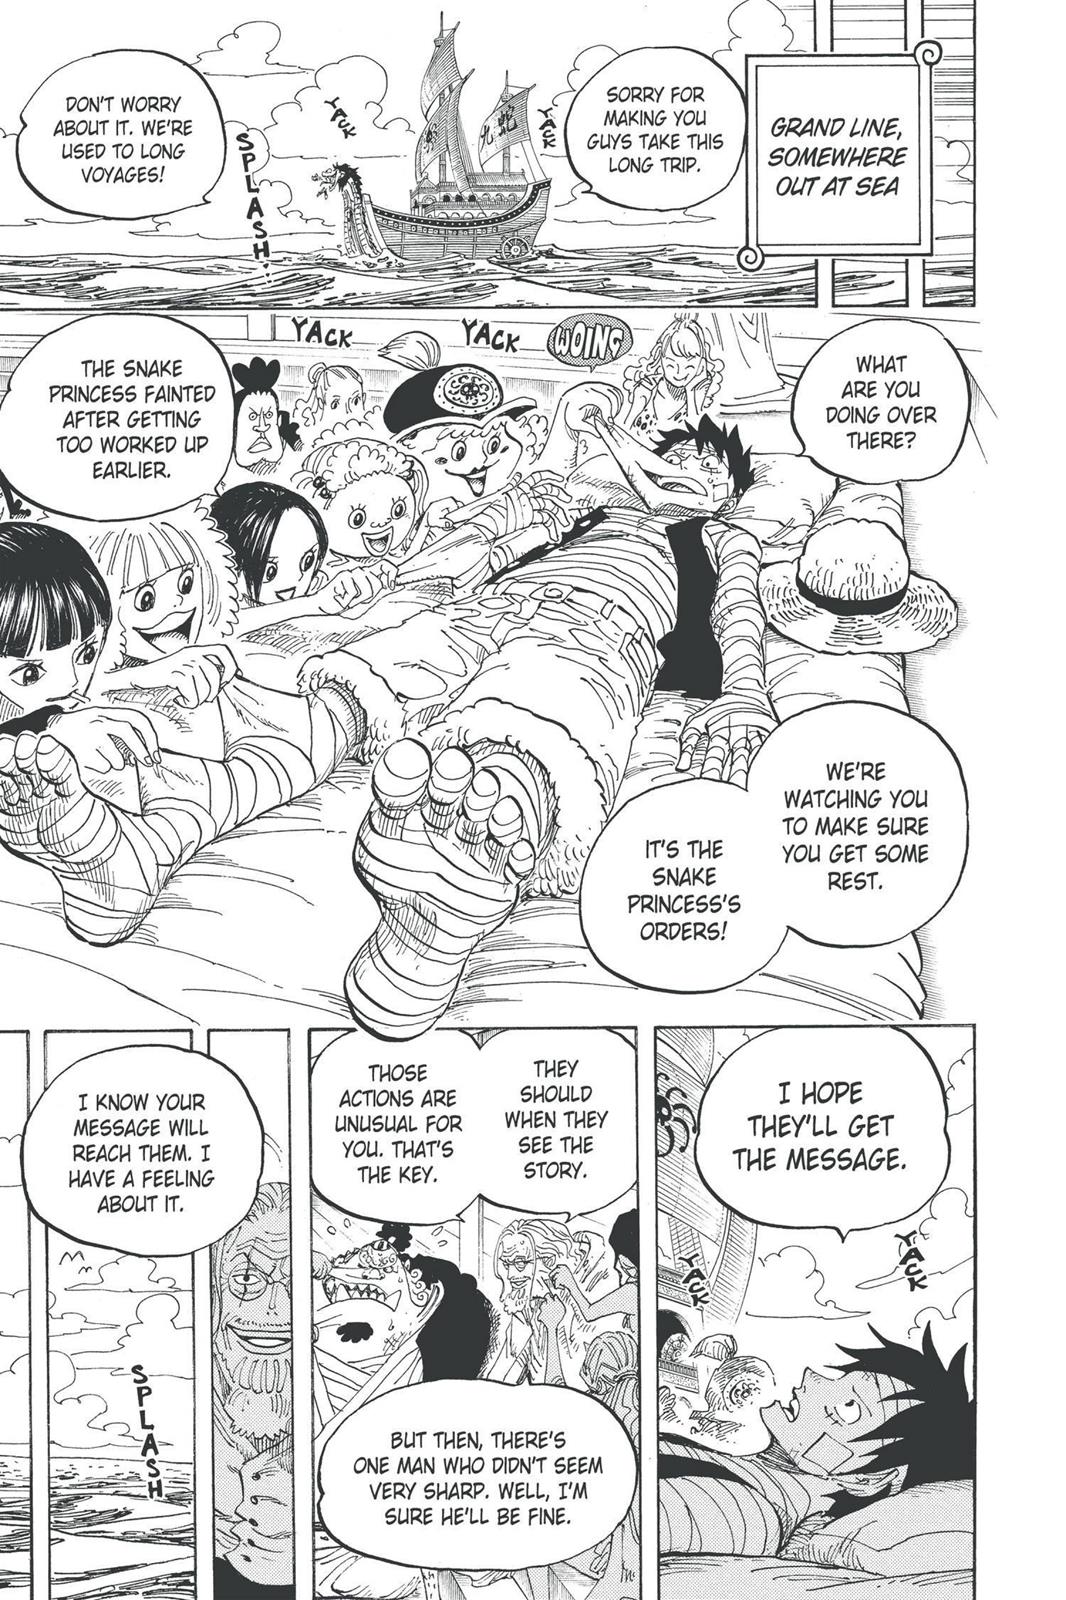 GRAND LINE,
SOMEWHERE
OUT AT SEA
SORRY FOR
MAKING YOU
GUYS TAKE THIS
LONG TRIP.
YACK
九蛇
YACK
SPLASH!
DON'T WORRY
ABOUT IT. WE'RE
USED TO LONG
VOYAGES!
WHAT
ARE YOU
DOING OVER
THERE?
WOING
YACK
YACK
THE SNAKE
PRINCESS FAINTED
AFTER GETTING
TOO WORKED UP
EARLIER.
WE'RE
WATCHING YOU
TO MAKE SURE
YOU GET SOME
REST.
IT'S THE
SNAKE
PRINCESS'S
ORDERS!
I HOPE
THEY'LL GET
THE MESSAGE.
YACK
YACK
THEY
SHOULD
WHEN THEY
SEE THE
STORY.
THOSE
ACTIONS ARE
UNUSUAL FOR
YOU. THAT'S
THE KEY.
BUT THEN, THERE'S
ONE MAN WHO DIDN'T SEEM
VERY SHARP. WELL, I'M
SURE HE'LL BE FINE.
I KNOW YOUR
MESSAGE WILL
REACH THEM. I
HAVE A FEELING
ABOUT IT.
SPLASH